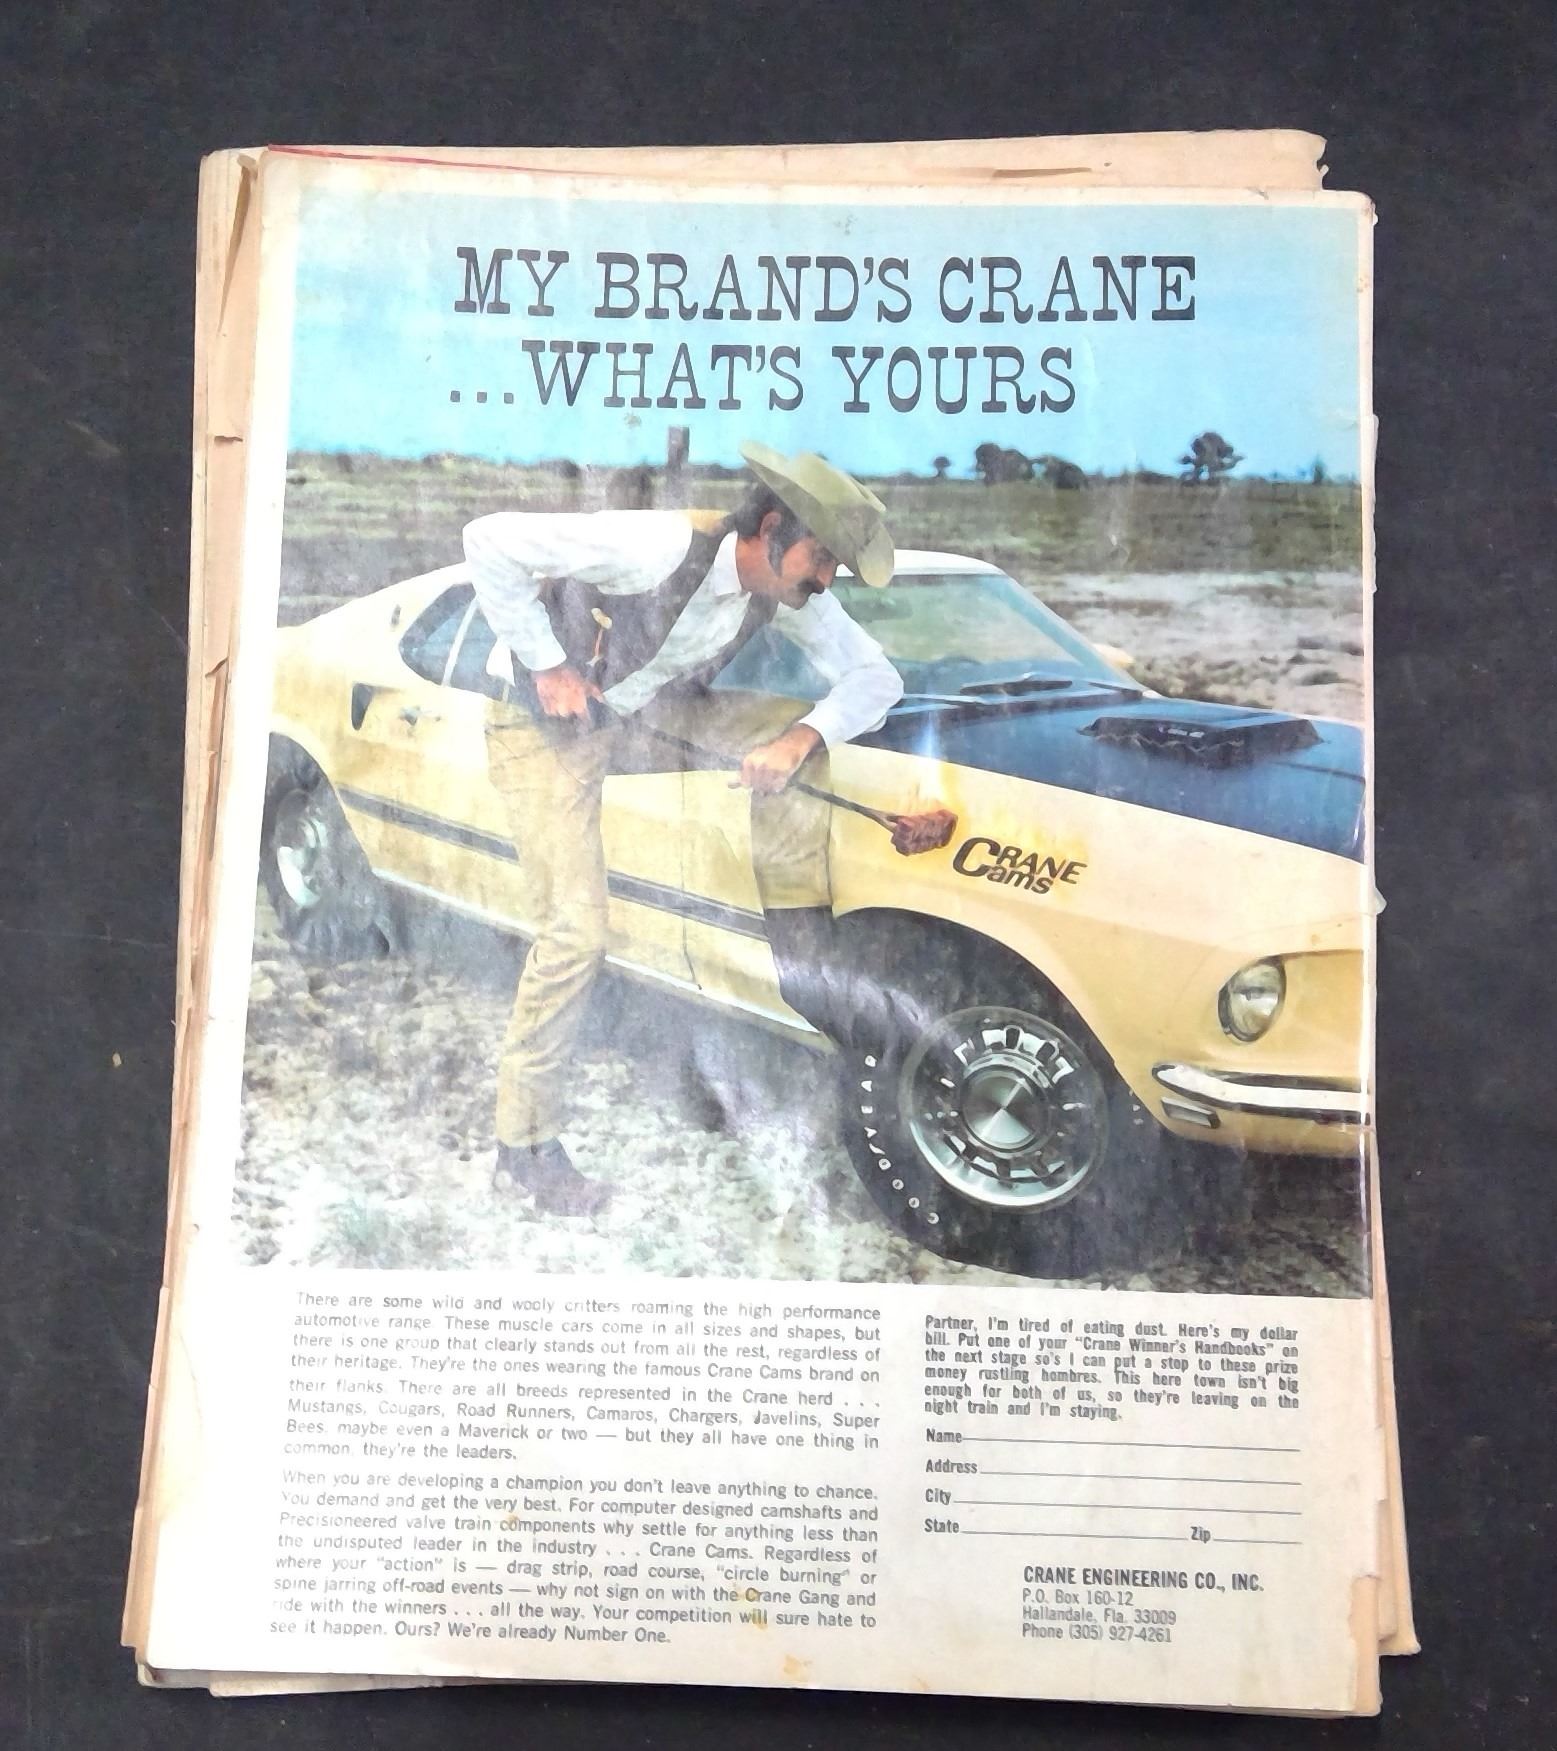 MY BRAND'S CRANE
...WHAT'S YOURS
CRANE
Cams
GOODYEAR
There are some wild and wooly critters roaming the high performance
automotive range. These muscle cars come in all sizes and shapes, but
there is one group that clearly stands out from all the rest, regardless of
their heritage. They're the ones wearing the famous Crane Cams brand on
their flanks. There are all breeds represented in the Crane herd . . .
Mustangs, Cougars, Road Runners, Camaros, Chargers, Javelins, Super
Bees, maybe even a Maverick or two — but they all have one thing in
common, they're the leaders.
When you are developing a champion you don't leave anything to chance.
You demand and get the very best. For computer designed camshafts and
Precisioneered valve train components why settle for anything less than
the undisputed leader in the industry . . . Crane Cams. Regardless of
where your "action" is — drag strip, road course, "circle burning" or
spine jarring off-road events — why not sign on with the Crane Gang and
ride with the winners . . . all the way. Your competition will sure hate to
see it happen. Ours? We're already Number One.
Partner, I'm tired of eating dust. Here's my dollar
bill. Put one of your "Crane Winner's Handbooks" on
the next stage so's I can put a stop to these prize
money rustling hombres. This here town isn't big
enough for both of us, so they're leaving on the
night train and I'm staying.
Name
Address
City
State Zip
CRANE ENGINEERING CO., INC.
P.O. Box 160-12
Hallandale, Fla. 33009
Phone (305) 927-4261